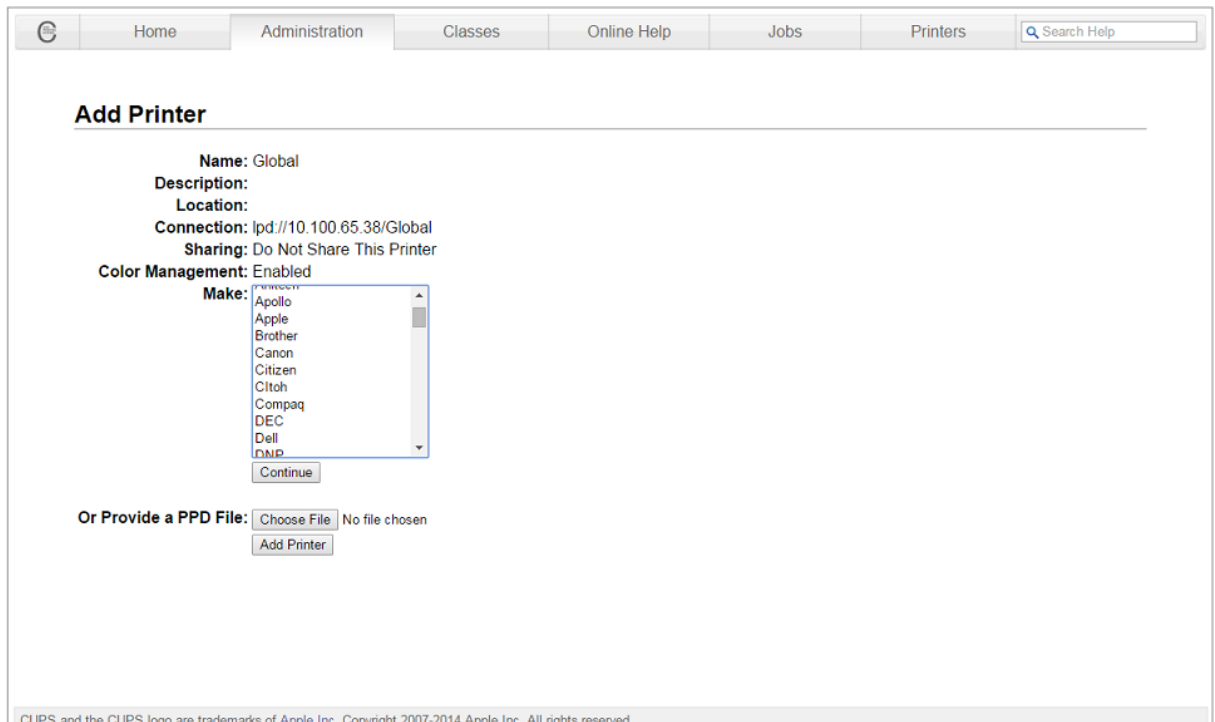 Home Administration Classes Online Help Jobs Printers Search Help
Add Printer
Name: Global
Description:
Location:
Connection: lpd://10.100.65.38/Global
Sharing: Do Not Share This Printer
Color Management: Enabled
Make:
Apollo
Apple
Brother
Canon
Citizen
CItoh
Compaq
DEC
Dell
DNP
Continue
Or Provide a PPD File: Choose File No file chosen
Add Printer
CUPS and the CUPS logo are trademarks of Apple Inc. Copyright 2007-2014 Apple Inc. All rights reserved.